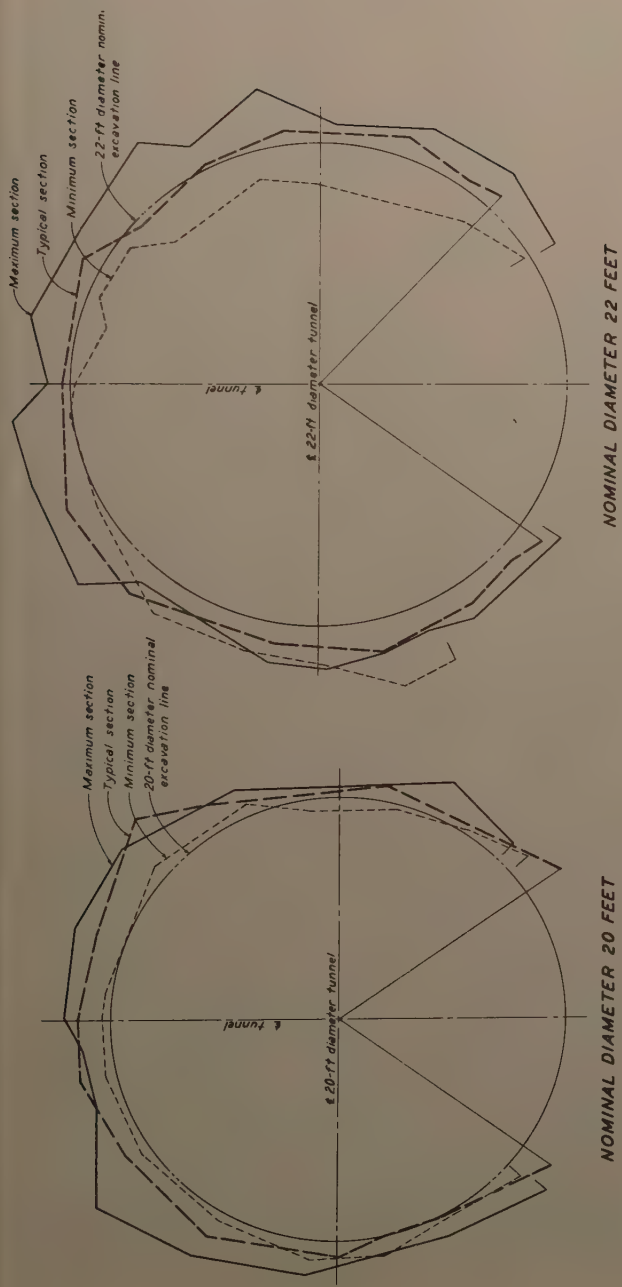 Maximum section
Typical section
Minimum section
20-ft diameter nominal
excavation line
℄ tunnel
℄ 20-ft diameter tunnel
NOMINAL DIAMETER 20 FEET
Maximum section
Typical section
Minimum section
22-ft diameter nomin.
excavation line
℄ tunnel
℄ 22-ft diameter tunnel
NOMINAL DIAMETER 22 FEET